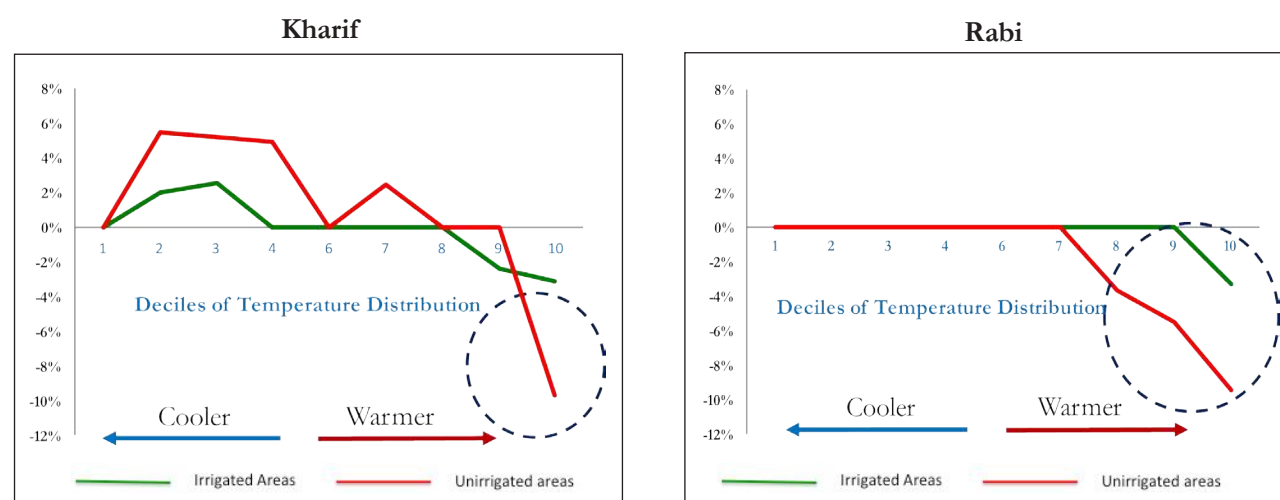 Kharif
8%
6%
4%
2%
0%
-2%
-4%
-6%
-8%
-10%
-12%
1 2 3 4 6 7 8 9 10
Deciles of Temperature Distribution
Cooler Warmer
Irrigated Areas Unirrigated areas
Rabi
8%
6%
4%
2%
0%
-2%
-4%
-6%
-8%
-10%
-12%
1 2 3 4 6 7 8 9 10
Deciles of Temperature Distribution
Cooler Warmer
Irrigated Areas Unirrigated areas